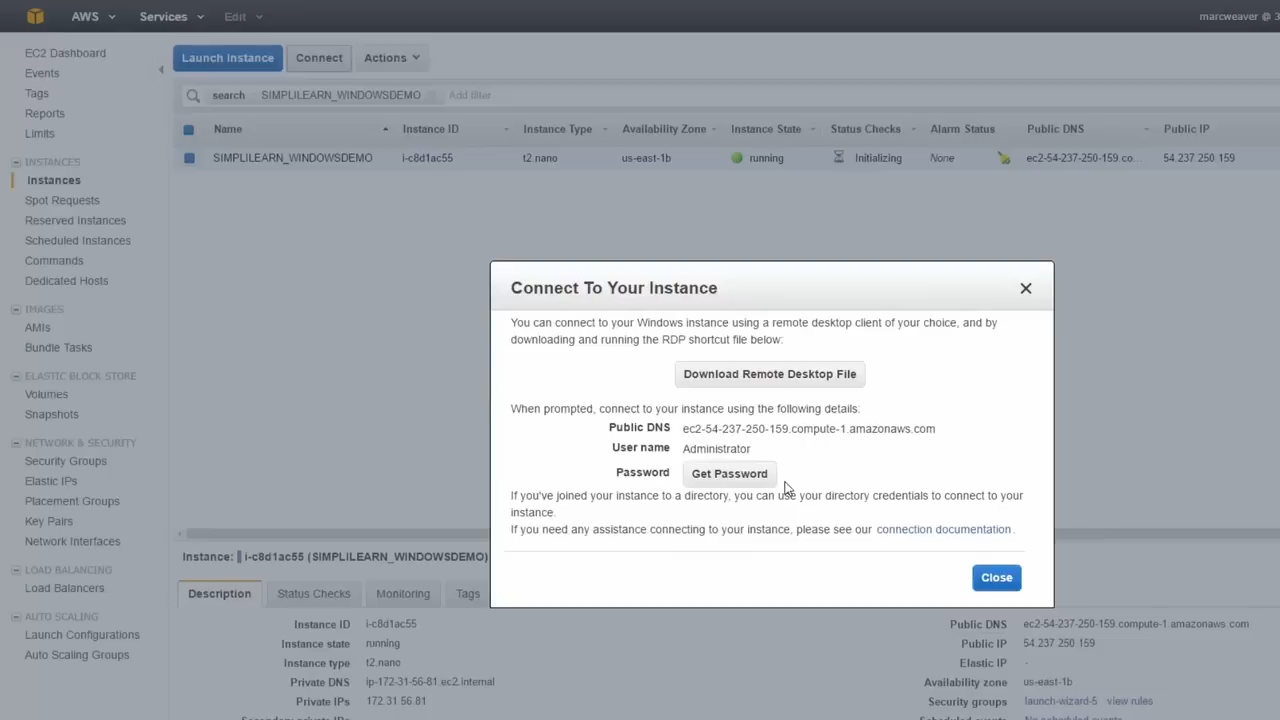 AWS Services Edit marcweaver @ 3
EC2 Dashboard
Events
Tags
Reports
Limits
INSTANCES
Instances
Spot Requests
Reserved Instances
Scheduled Instances
Commands
Dedicated Hosts
IMAGES
AMIs
Bundle Tasks
ELASTIC BLOCK STORE
Volumes
Snapshots
NETWORK & SECURITY
Security Groups
Elastic IPs
Placement Groups
Key Pairs
Network Interfaces
LOAD BALANCING
Load Balancers
AUTO SCALING
Launch Configurations
Auto Scaling Groups
Launch Instance Connect Actions
search SIMPLILEARN_WINDOWSDEMO Add filter
Name Instance ID Instance Type Availability Zone Instance State Status Checks Alarm Status Public DNS Public IP
SIMPLILEARN_WINDOWSDEMO i-c8d1ac55 t2.nano us-east-1b running Initializing None ec2-54-237-250-159.co... 54.237.250.159
Connect To Your Instance
You can connect to your Windows instance using a remote desktop client of your choice, and by
downloading and running the RDP shortcut file below:
Download Remote Desktop File
When prompted, connect to your instance using the following details:
Public DNS ec2-54-237-250-159.compute-1.amazonaws.com
User name Administrator
Password Get Password
If you've joined your instance to a directory, you can use your directory credentials to connect to your
instance.
If you need any assistance connecting to your instance, please see our connection documentation.
Close
Instance: i-c8d1ac55 (SIMPLILEARN_WINDOWSDEMO)
Description Status Checks Monitoring Tags
Instance ID i-c8d1ac55
Instance state running
Instance type t2.nano
Private DNS ip-172-31-56-81.ec2.internal
Private IPs 172.31.56.81
Secondary private IPs
Public DNS ec2-54-237-250-159.compute-1.amazonaws.com
Public IP 54.237.250.159
Elastic IP -
Availability zone us-east-1b
Security groups launch-wizard-5 view rules
Scheduled events No scheduled events